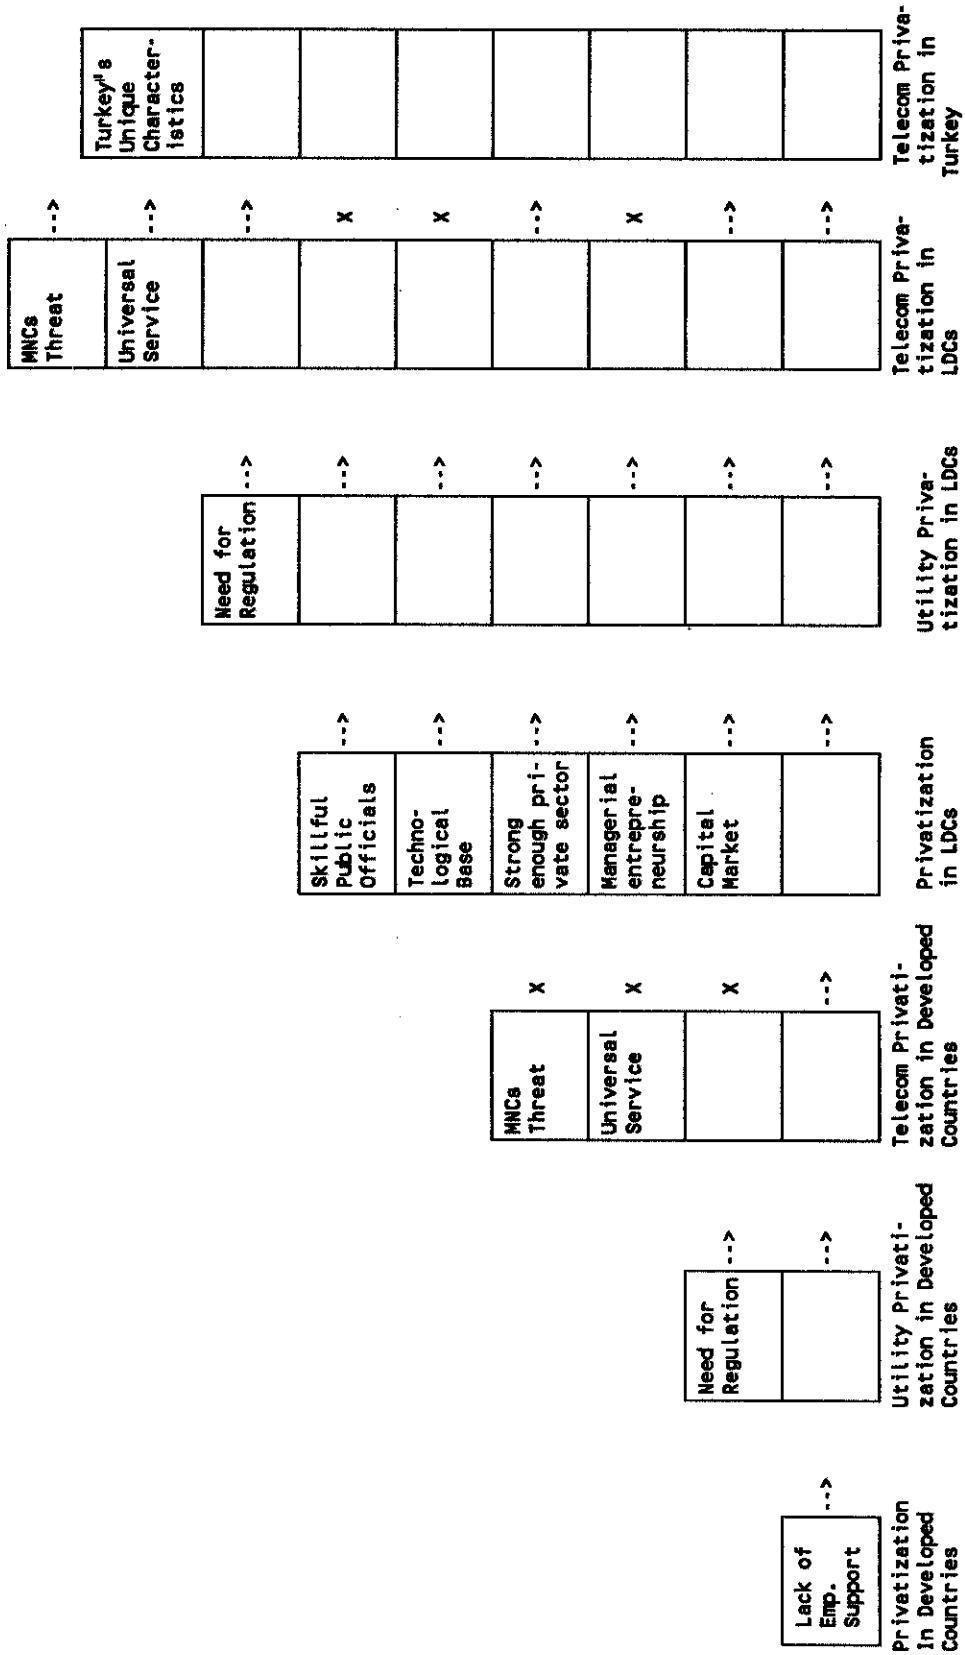 Lack of
Emp. -->
Support
Privatization
In Developed
Countries
Need for
Regulation -->
-->
Utility Privati-
zation in Developed
Countries
MNCs
Threat X
Universal
Service X
X
-->
Telecom Privati-
zation in Developed
Countries
Skillful
Public -->
Officials
Techno-
logical -->
Base
Strong
enough pri- -->
vate sector
Managerial
entrepre- -->
neurship
Capital
Market -->
-->
Privatization
in LDCs
Need for
Regulation -->
-->
-->
-->
-->
-->
-->
Utility Priva-
tization in LDCs
MNCs
Threat -->
Universal
Service -->
-->
X
X
-->
X
-->
-->
Telecom Priva-
tization in
LDCs
Turkey"s
Unique
Character-
istics
Telecom Priva-
tization in
Turkey